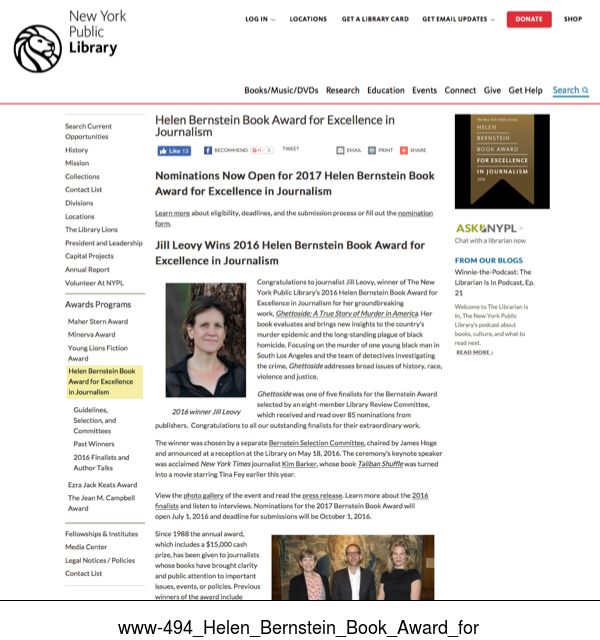 New York
Public
Library
LOG IN
LOCATIONS
GET A LIBRARY CARD
GET EMAIL UPDATES
DONATE
SHOP
Books/Music/DVDs Research Education Events Connect Give Get Help Search
Search Current
Opportunities
History
Mission
Collections
Contact List
Divisions
Locations
The Library Lions
President and Leadership
Capital Projects
Annual Report
Volunteer At NYPL
Awards Programs
Maher Stern Award
Minerva Award
Young Lions Fiction
Award
Helen Bernstein Book
Award for Excellence
in Journalism
Guidelines,
Selection, and
Committees
Past Winners
2016 Finalists and
Author Talks
Ezra Jack Keats Award
The Jean M. Campbell
Award
Fellowships & Institutes
Media Center
Legal Notices / Policies
Contact List
Helen Bernstein Book Award for Excellence in
Journalism
Like 13
RECOMMEND
G+1 0
TWEET
EMAIL
PRINT
SHARE
Nominations Now Open for 2017 Helen Bernstein Book
Award for Excellence in Journalism
Learn more about eligibility, deadlines, and the submission process or fill out the nomination
form.
Jill Leovy Wins 2016 Helen Bernstein Book Award for
Excellence in Journalism
Congratulations to journalist Jill Leovy, winner of The New
York Public Library's 2016 Helen Bernstein Book Award for
Excellence in Journalism for her groundbreaking
work, Ghettoside: A True Story of Murder in America. Her
book evaluates and brings new insights to the country's
murder epidemic and the long-standing plague of black
homicide. Focusing on the murder of one young black man in
South Los Angeles and the team of detectives investigating
the crime, Ghettoside addresses broad issues of history, race,
violence and justice.
2016 winner Jill Leovy
Ghettoside was one of five finalists for the Bernstein Award
selected by an eight-member Library Review Committee,
which received and read over 85 nominations from
publishers. Congratulations to all our outstanding finalists for their extraordinary work.
The winner was chosen by a separate Bernstein Selection Committee, chaired by James Hoge
and announced at a reception at the Library on May 18, 2016. The ceremony's keynote speaker
was acclaimed New York Times journalist Kim Barker, whose book Taliban Shuffle was turned
into a movie starring Tina Fey earlier this year.
View the photo gallery of the event and read the press release. Learn more about the 2016
finalists and listen to interviews. Nominations for the 2017 Bernstein Book Award will
open July 1, 2016 and deadline for submissions will be October 1, 2016.
Since 1988 the annual award,
which includes a $15,000 cash
prize, has been given to journalists
whose books have brought clarity
and public attention to important
issues, events, or policies. Previous
winners of the award include
The New York Public Library
HELEN
BERNSTEIN
BOOK AWARD
FOR EXCELLENCE
IN JOURNALISM
2016
ASK NYPL
Chat with a librarian now
FROM OUR BLOGS
Winnie-the-Podcast: The
Librarian Is In Podcast, Ep.
21
Welcome to The Librarian Is
In, The New York Public
Library's podcast about
books, culture, and what to
read next.
READ MORE ›
www-494_Helen_Bernstein_Book_Award_for